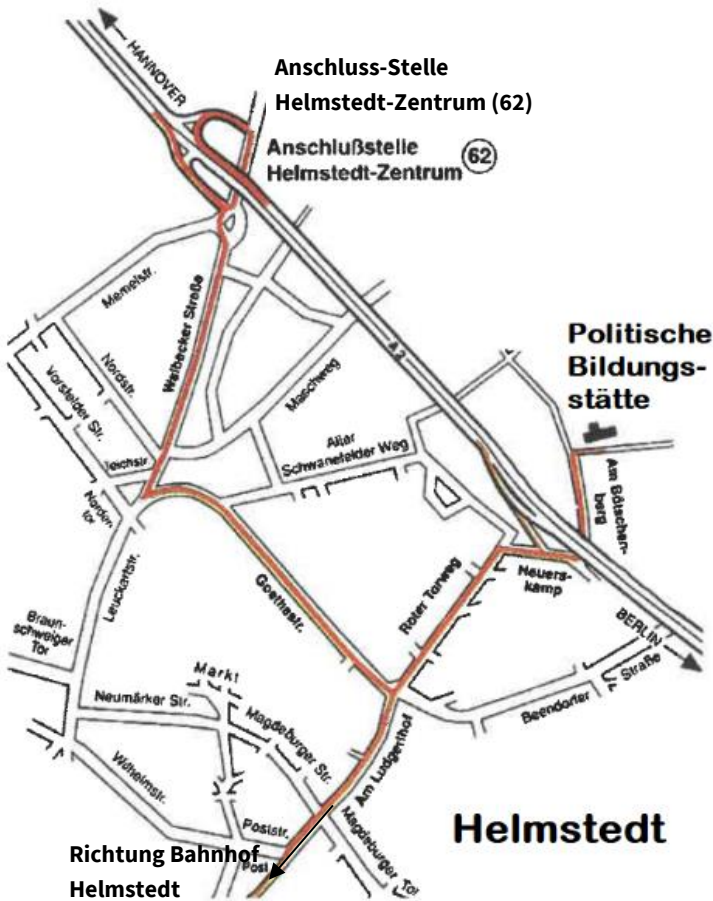 HANNOVER
Anschluss-Stelle
Helmstedt-Zentrum (62)
Anschlußstelle
Helmstedt-Zentrum
62
Memelstr.
Walbecker Straße
Nordstr.
Vorsfelder Str.
Maschweg
A 2
Politische
Bildungs-
stätte
Alter
Schwanefelder Weg
Teichstr.
Norder-
tor
Am Bötschen-
berg
Leuckartstr.
Goethestr.
Roter Torweg
Heuers-
kamp
Braun-
schweiger
Tor
BERLIN
Markt
Neumärker Str.
Magdeburger Str.
Beendorfer
Straße
Wilhelmstr.
Am Ludgerihof
Poststr.
Magdeburger Tor
Helmstedt
Richtung Bahnhof
Post
Helmstedt